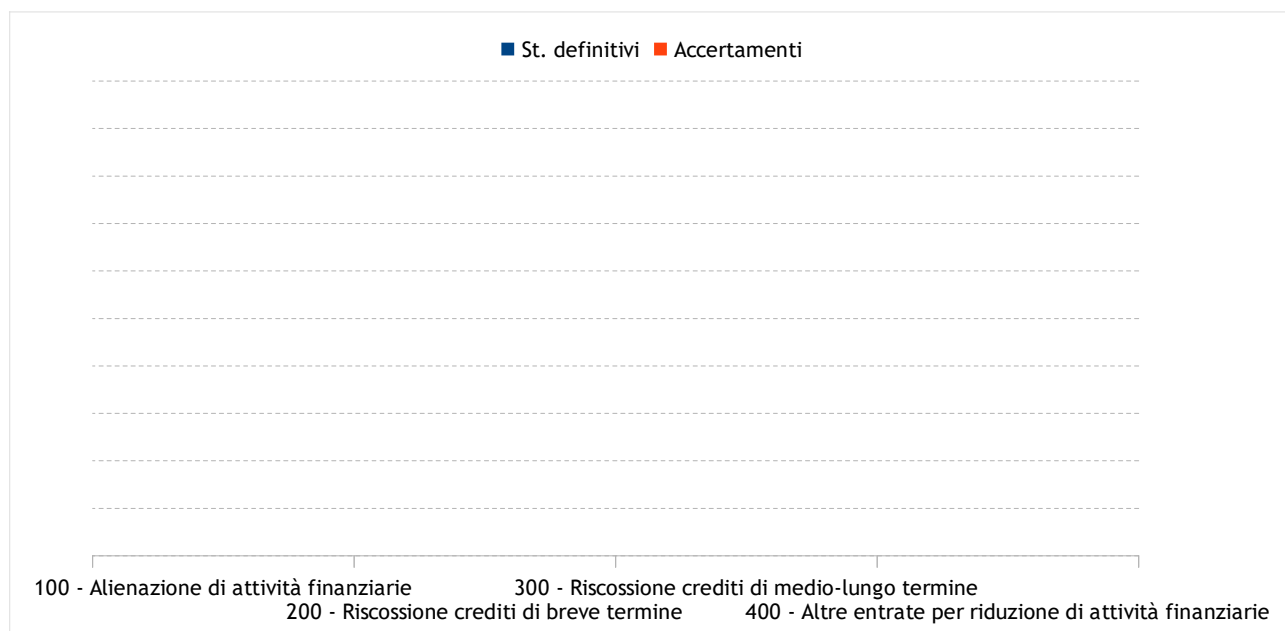 St. definitivi Accertamenti
100 - Alienazione di attività finanziarie
200 - Riscossione crediti di breve termine
300 - Riscossione crediti di medio-lungo termine
400 - Altre entrate per riduzione di attività finanziarie